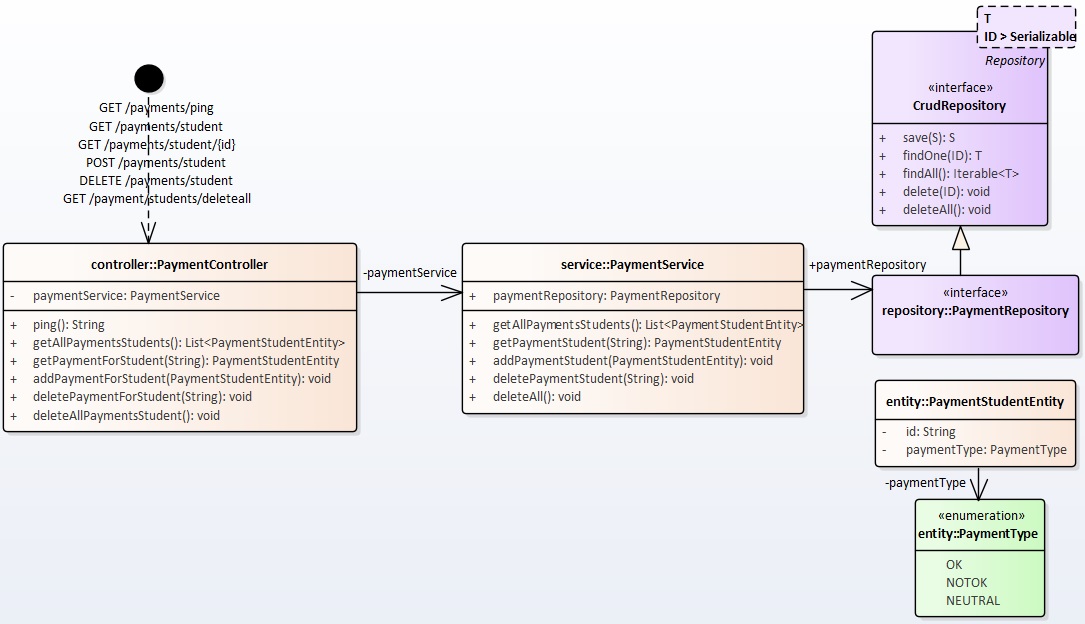 T
ID > Serializable
Repository
«interface»
CrudRepository
+ save(S): S
+ findOne(ID): T
+ findAll(): Iterable<T>
+ delete(ID): void
+ deleteAll(): void
GET /payments/ping
GET /payments/student
GET /payments/student/{id}
POST /payments/student
DELETE /payments/student
GET /payment/students/deleteall
controller::PaymentController
- paymentService: PaymentService
+ ping(): String
+ getAllPaymentsStudents(): List<PaymentStudentEntity>
+ getPaymentForStudent(String): PaymentStudentEntity
+ addPaymentForStudent(PaymentStudentEntity): void
+ deletePaymentForStudent(String): void
+ deleteAllPaymentsStudent(): void
-paymentService
service::PaymentService
+ paymentRepository: PaymentRepository
+ getAllPaymentsStudents(): List<PaymentStudentEntity>
+ getPaymentStudent(String): PaymentStudentEntity
+ addPaymentStudent(PaymentStudentEntity): void
+ deletePaymentStudent(String): void
+ deleteAll(): void
+paymentRepository
«interface»
repository::PaymentRepository
entity::PaymentStudentEntity
- id: String
- paymentType: PaymentType
-paymentType
«enumeration»
entity::PaymentType
OK
NOTOK
NEUTRAL